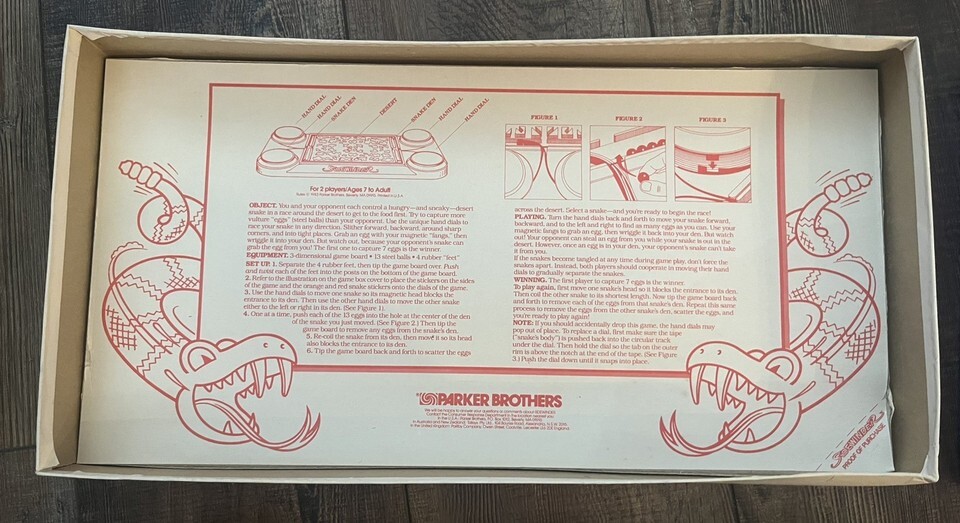 HAND DIAL
HAND DIAL
SNAKE DEN
DESERT
SNAKE DEN
HAND DIAL
HAND DIAL
For 2 players/Ages 7 to Adult
OBJECT. You and your opponent each control a hungry—and sneaky—desert
snake in a race around the desert to get to the food first. Try to capture more
vulture "eggs" (steel balls) than your opponent. Use the unique hand dials to
race your snake in any direction. Slither forward, backward, around sharp
corners, and into tight places. Grab an egg with your magnetic "fangs," then
wriggle it into your den. But watch out, because your opponent's snake can
grab the egg from you! The first one to capture 7 eggs is the winner.
EQUIPMENT. 3-dimensional game board • 13 steel balls • 4 rubber "feet"
SET UP. 1. Separate the 4 rubber feet, then tip the game board over. Push
and twist each of the feet into the posts on the bottom of the game board.
2. Refer to the illustration on the game box cover to place the stickers on the sides
of the game and the orange and red snake stickers onto the dials of the game.
3. Use the hand dials to move one snake so its magnetic head blocks the
entrance to its den. Then use the other hand dials to move the other snake
either to the left or right in its den. (See Figure 1).
4. One at a time, push each of the 13 eggs into the hole at the center of the den
of the snake you just moved. (See Figure 2.) Then tip the
game board to remove any eggs from the snake's den.
5. Re-coil the snake from its den, then move it so its head
also blocks the entrance to its den.
6. Tip the game board back and forth to scatter the eggs
FIGURE 1
FIGURE 2
FIGURE 3
across the desert. Select a snake—and you're ready to begin the race!
PLAYING. Turn the hand dials back and forth to move your snake forward,
backward, and to the left and right to find as many eggs as you can. Use your
magnetic fangs to grab an egg, then wriggle it back into your den. But watch
out! Your opponent can steal an egg from you while your snake is out in the
desert. However, once an egg is in your den, your opponent's snake can't take
it from you.
If the snakes become tangled at any time during game play, don't force the
snakes apart. Instead, both players should cooperate in moving their hand
dials to gradually separate the snakes.
WINNING. The first player to capture 7 eggs is the winner.
To play again, first move one snake's head so it blocks the entrance to its den.
Then coil the other snake to its shortest length. Now tip the game board back
and forth to remove each of the eggs from that snake's den. Repeat this same
process to remove the eggs from the other snake's den, scatter the eggs, and
you're ready to play again.
NOTE: If you should accidentally drop this game, the hand dials may
pop out of place. To replace a dial, first make sure the tape
("snake's body") is pushed back into the circular track
under the dial. Then hold the dial so the tab on the outer
rim is above the notch at the end of the tape. (See Figure
3.) Push the dial down until it snaps into place.
PARKER BROTHERS
We will be happy to answer your questions or comments about SIDEWINDER.
SIDEWINDER
PROOF OF PURCHASE